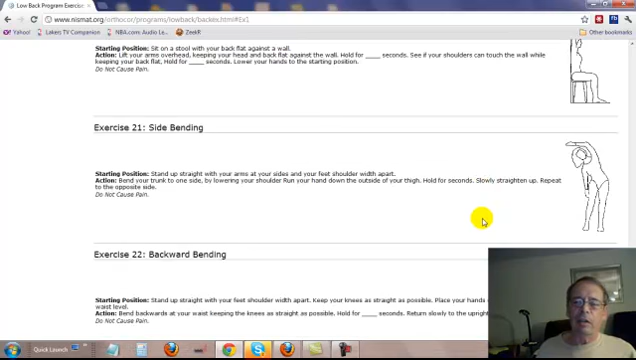 Low Back Program Exercise
www.nismat.org/orthocor/programs/lowback/backex.html#Ex1
Yahoo! Lakers TV Companion NBA.com: ZeekR Other bookmarks
Starting Position: Sit on a stool with your back flat against a wall.
Action: Lift your arms overhead, keeping your head and back flat against the wall. Hold for ____ seconds. See if your shoulders can touch the wall while
keeping your back flat, Hold for ____ seconds. Lower your hands to the starting position.
Do Not Cause Pain.
Exercise 21: Side Bending
Starting Position: Stand up straight with your arms at your sides and your feet shoulder width apart.
Action: Bend your trunk to one side, by lowering your shoulder Run your hand down the outside of your thigh. Hold for seconds. Slowly straighten up. Repeat
to the opposite side.
Do Not Cause Pain.
Exercise 22: Backward Bending
Starting Position: Stand up straight with your feet shoulder width apart. Keep your knees as straight as possible. Place your hands
waist level.
Action: Bend backwards at your waist keeping the knees as straight as possible. Hold for ____ seconds. Return slowly to the upright
Do Not Cause Pain.
Quick Launch